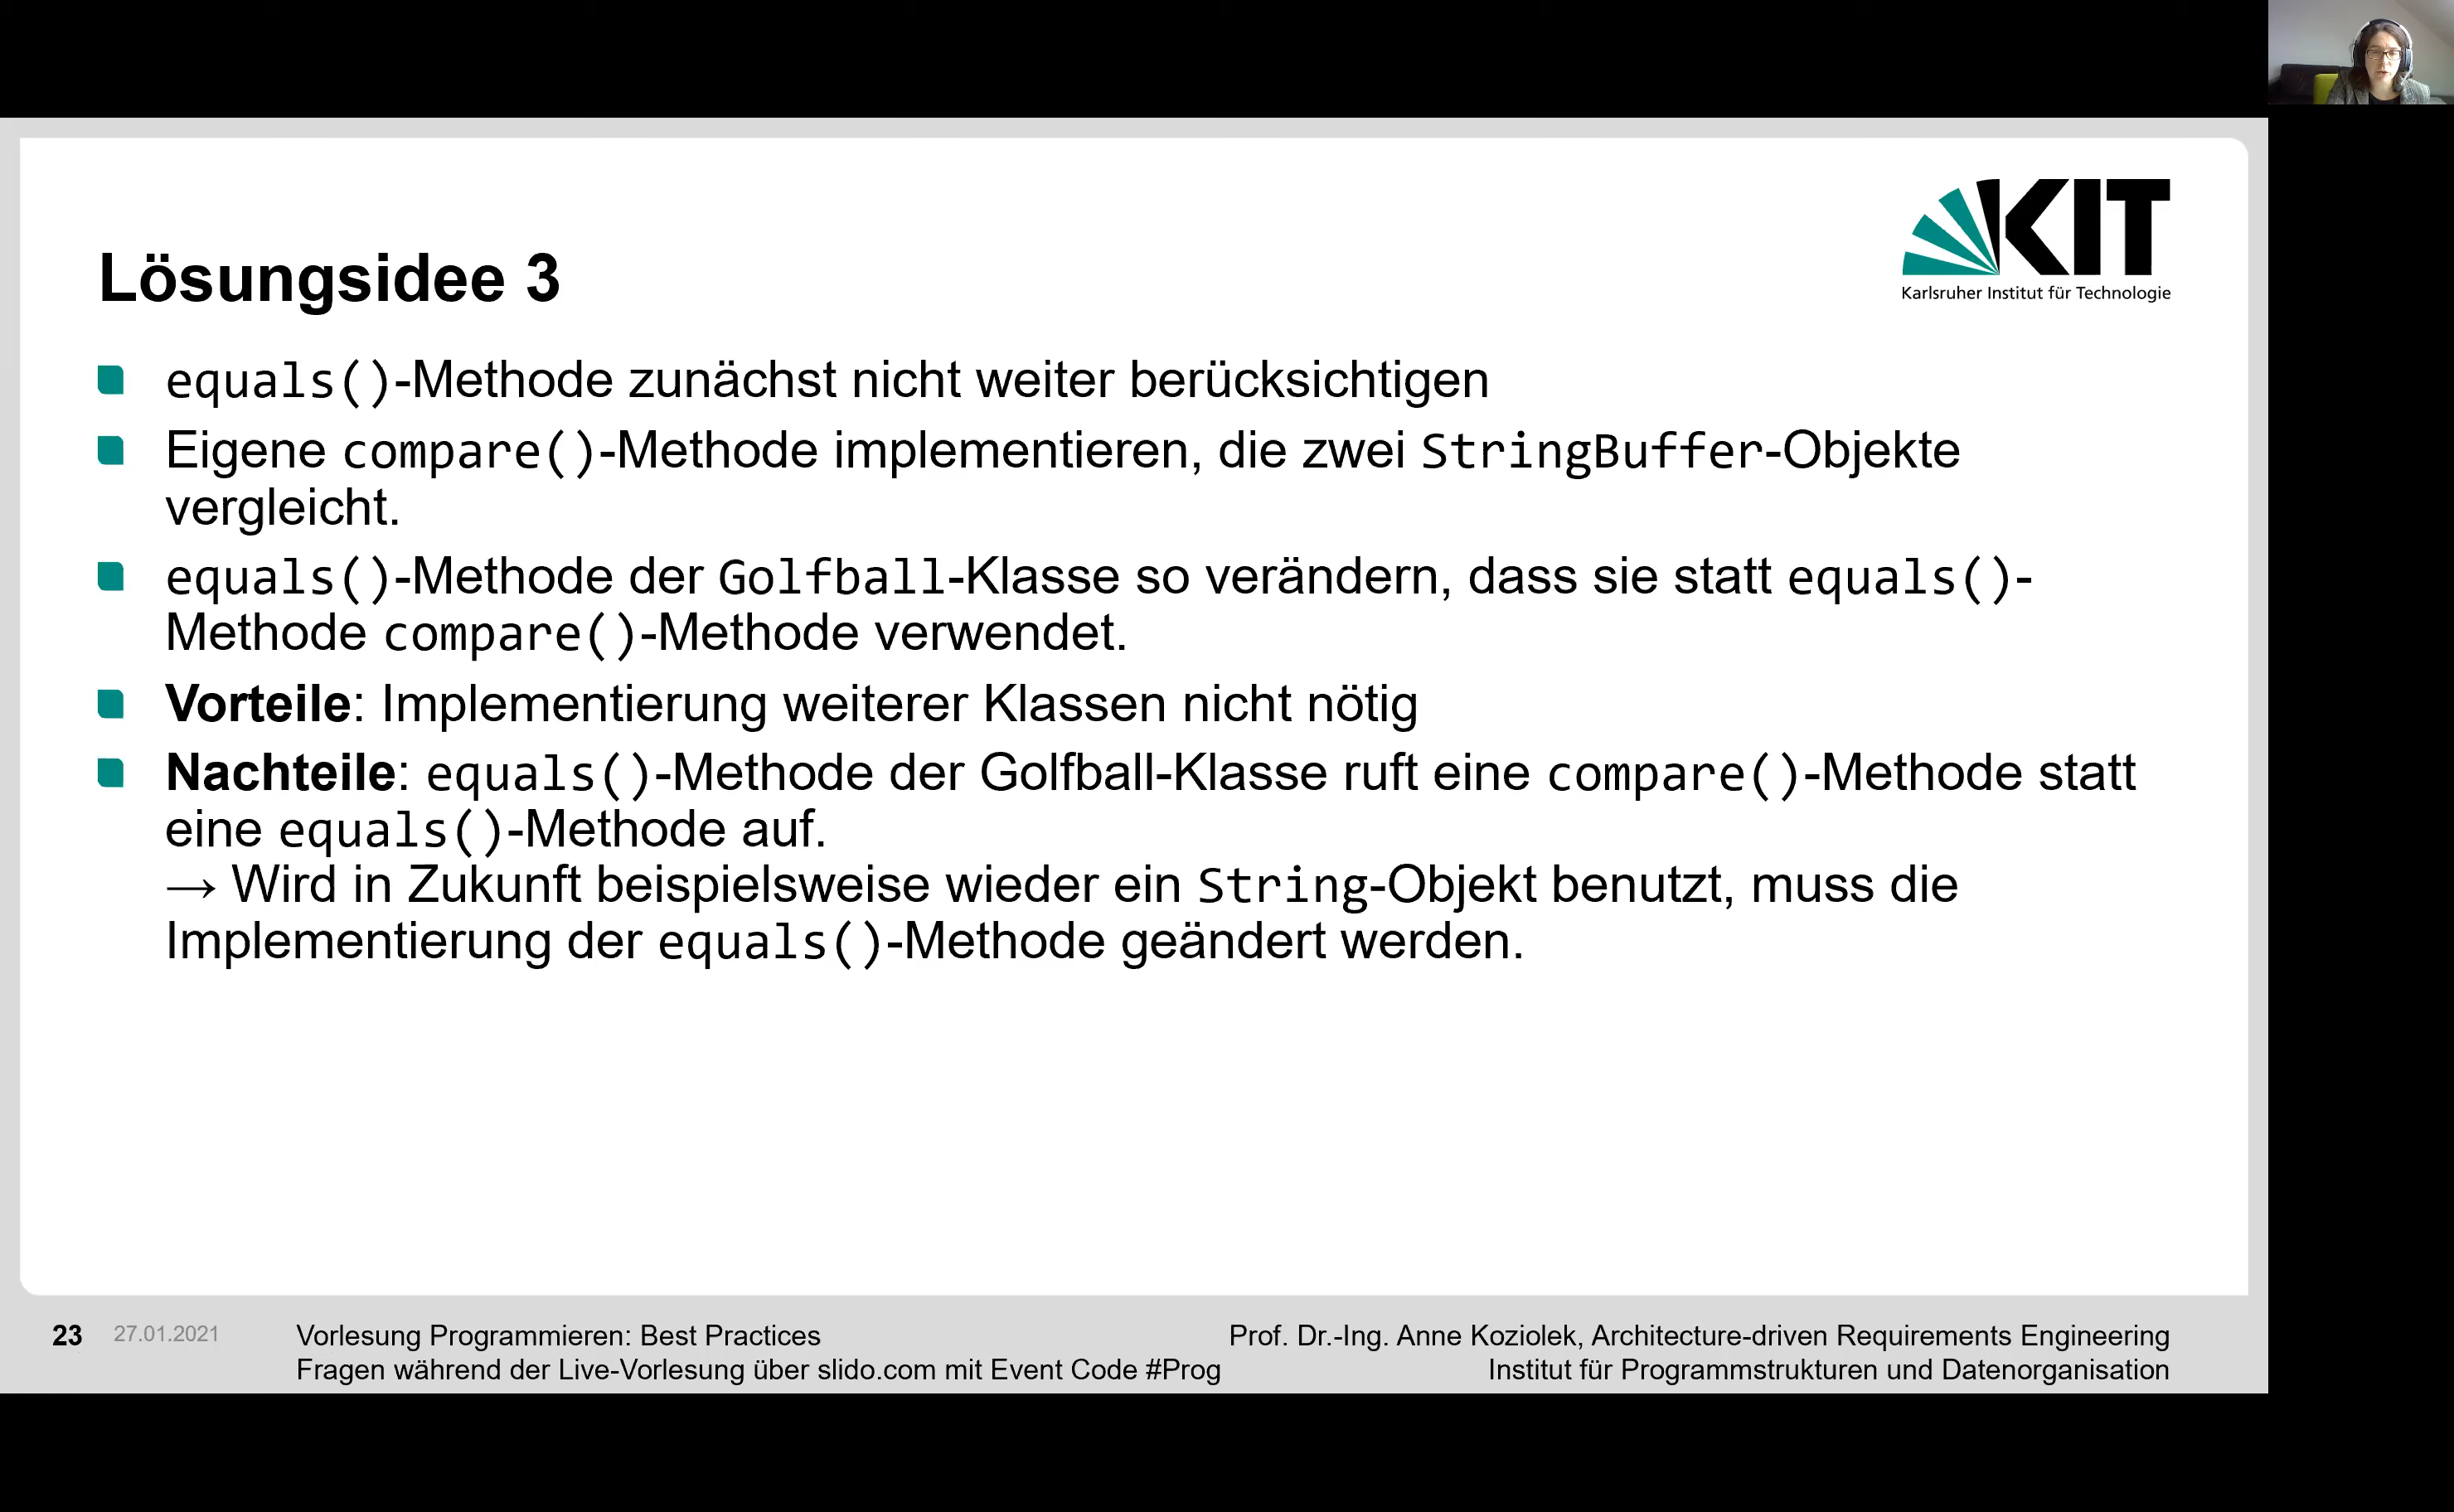 KIT
Karlsruher Institut für Technologie
Lösungsidee 3
equals()-Methode zunächst nicht weiter berücksichtigen
Eigene compare()-Methode implementieren, die zwei StringBuffer-Objekte
vergleicht.
equals()-Methode der Golfball-Klasse so verändern, dass sie statt equals()-
Methode compare()-Methode verwendet.
Vorteile: Implementierung weiterer Klassen nicht nötig
Nachteile: equals()-Methode der Golfball-Klasse ruft eine compare()-Methode statt
eine equals()-Methode auf.
→ Wird in Zukunft beispielsweise wieder ein String-Objekt benutzt, muss die
Implementierung der equals()-Methode geändert werden.
23 27.01.2021
Vorlesung Programmieren: Best Practices
Fragen während der Live-Vorlesung über slido.com mit Event Code #Prog
Prof. Dr.-Ing. Anne Koziolek, Architecture-driven Requirements Engineering
Institut für Programmstrukturen und Datenorganisation